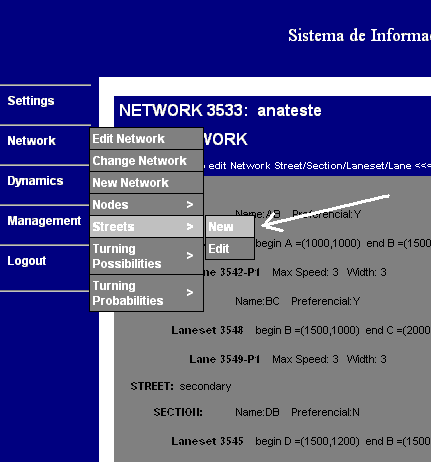 Sistema de Informa
Settings
Network
Dynamics
Management
Logout
NETWORK 3533: anateste
WORK
Edit Network
Change Network
New Network
Nodes >
Streets >
Turning Possibilities >
Turning Probabilities >
New
Edit
o edit Network Street/Section/Laneset/Lane <<<
Name:AB Preferencial:Y
begin A =(1000,1000) end B =(1500
Lane 3542-P1 Max Speed: 3 Width: 3
Name:BC Preferencial:Y
Laneset 3548 begin B =(1500,1000) end C =(2000
Lane 3549-P1 Max Speed: 3 Width: 3
STREET: secondary
SECTION: Name:DB Preferencial:N
Laneset 3545 begin D =(1500,1200) end B =(1500